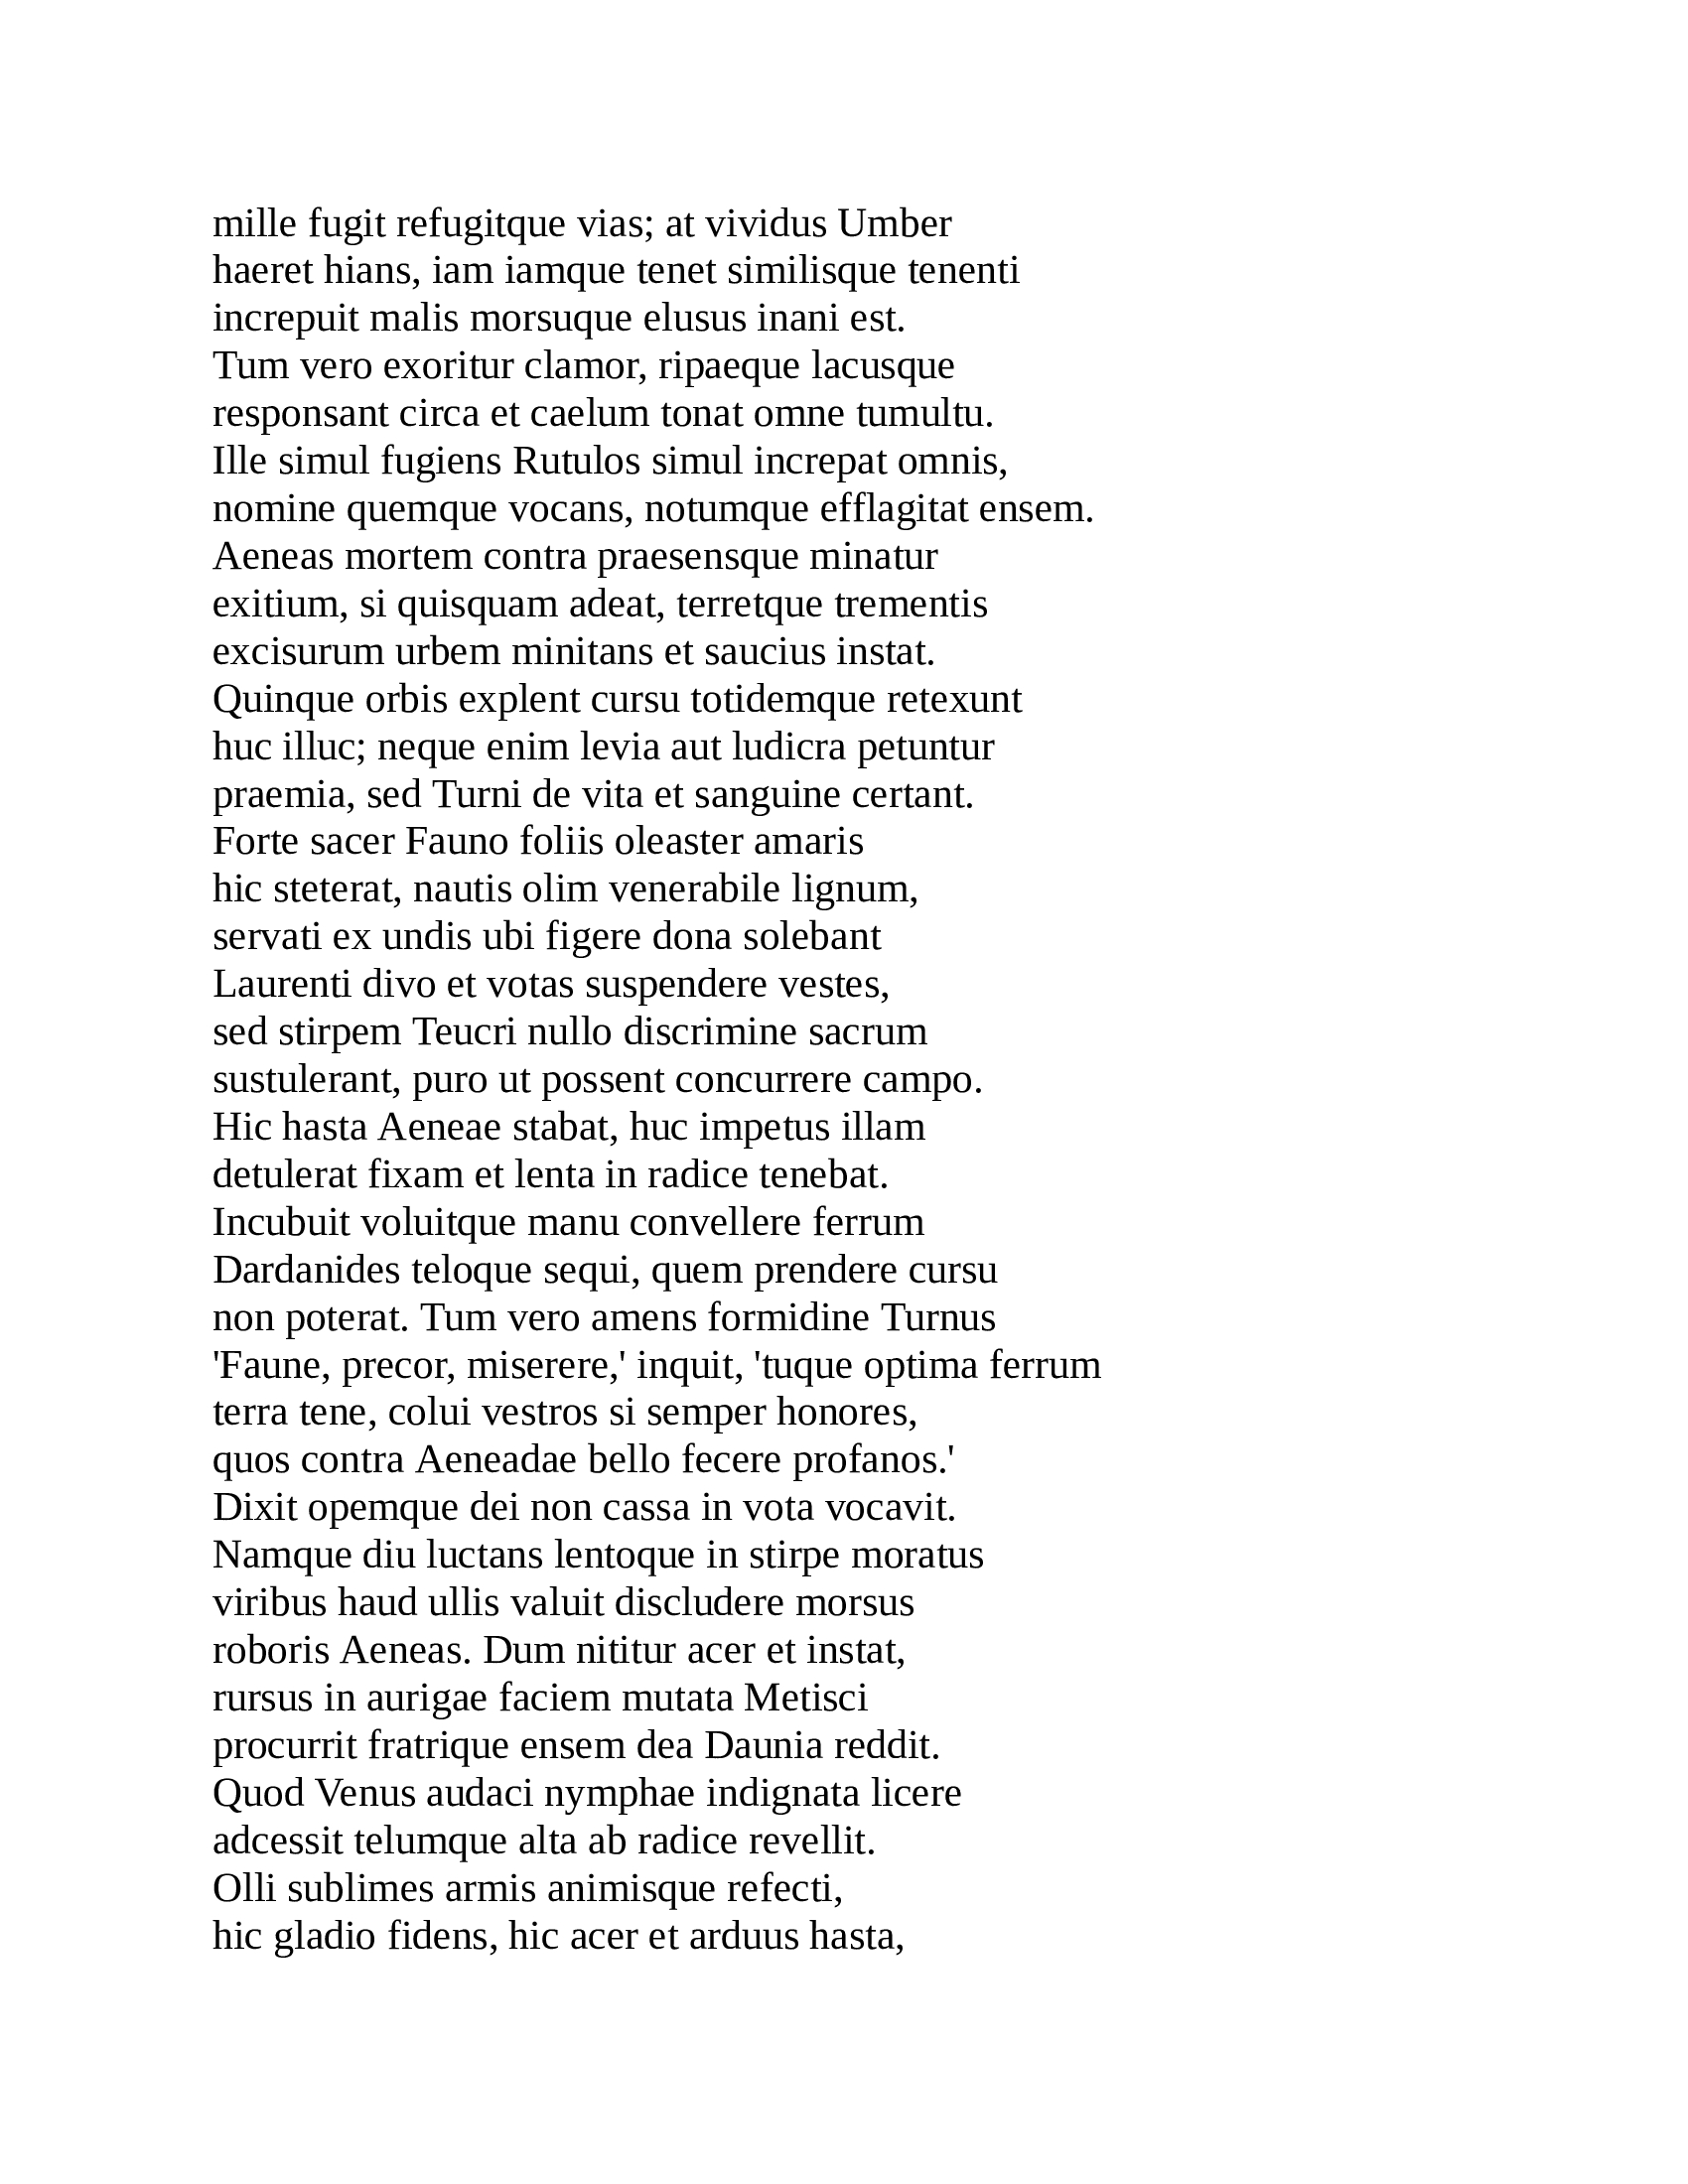 mille fugit refugitque vias; at vividus Umber
haeret hians, iam iamque tenet similisque tenenti
increpuit malis morsuque elusus inani est.
Tum vero exoritur clamor, ripaeque lacusque
responsant circa et caelum tonat omne tumultu.
Ille simul fugiens Rutulos simul increpat omnis,
nomine quemque vocans, notumque efflagitat ensem.
Aeneas mortem contra praesensque minatur
exitium, si quisquam adeat, terretque trementis
excisurum urbem minitans et saucius instat.
Quinque orbis explent cursu totidemque retexunt
huc illuc; neque enim levia aut ludicra petuntur
praemia, sed Turni de vita et sanguine certant.
Forte sacer Fauno foliis oleaster amaris
hic steterat, nautis olim venerabile lignum,
servati ex undis ubi figere dona solebant
Laurenti divo et votas suspendere vestes,
sed stirpem Teucri nullo discrimine sacrum
sustulerant, puro ut possent concurrere campo.
Hic hasta Aeneae stabat, huc impetus illam
detulerat fixam et lenta in radice tenebat.
Incubuit voluitque manu convellere ferrum
Dardanides teloque sequi, quem prendere cursu
non poterat. Tum vero amens formidine Turnus
'Faune, precor, miserere,' inquit, 'tuque optima ferrum
terra tene, colui vestros si semper honores,
quos contra Aeneadae bello fecere profanos.'
Dixit opemque dei non cassa in vota vocavit.
Namque diu luctans lentoque in stirpe moratus
viribus haud ullis valuit discludere morsus
roboris Aeneas. Dum nititur acer et instat,
rursus in aurigae faciem mutata Metisci
procurrit fratrique ensem dea Daunia reddit.
Quod Venus audaci nymphae indignata licere
adcessit telumque alta ab radice revellit.
Olli sublimes armis animisque refecti,
hic gladio fidens, hic acer et arduus hasta,